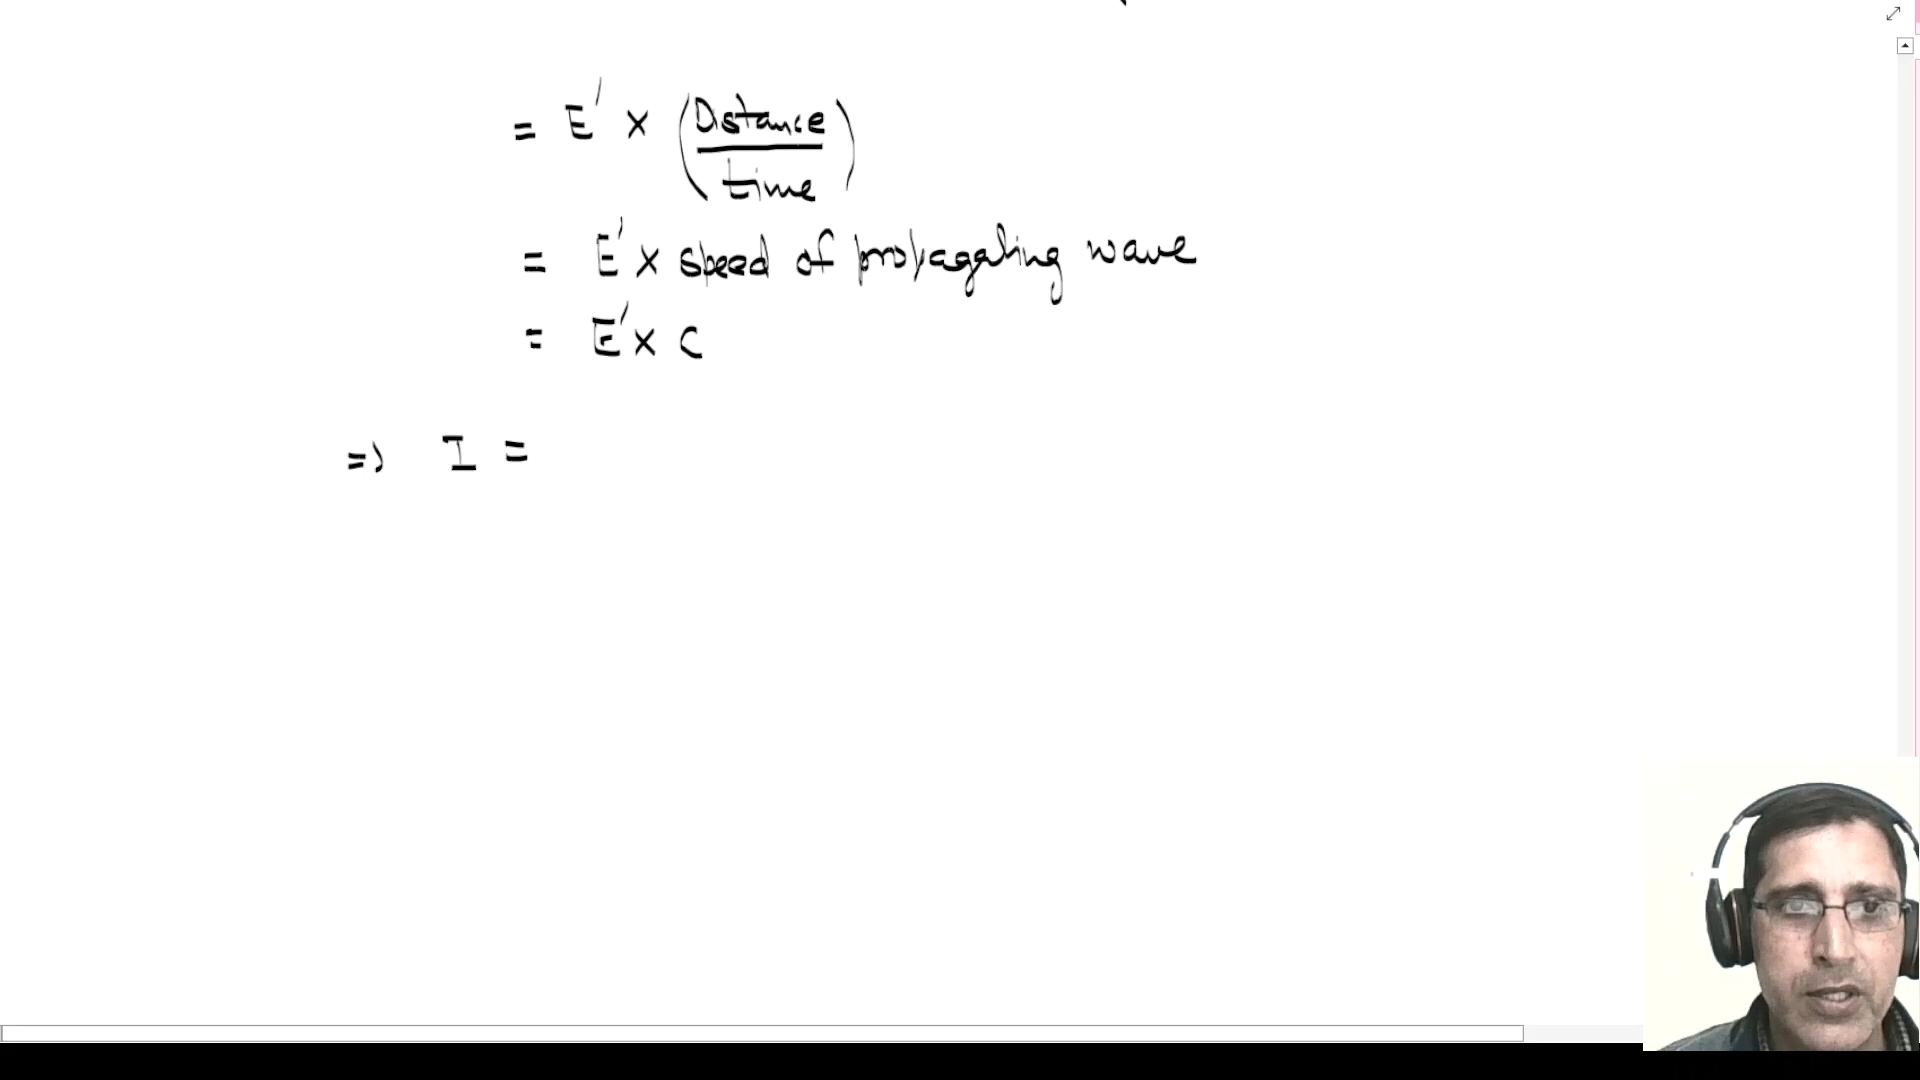 = E' × (Distance/time)
= E' × speed of propagating wave
= E' × C
=> I =